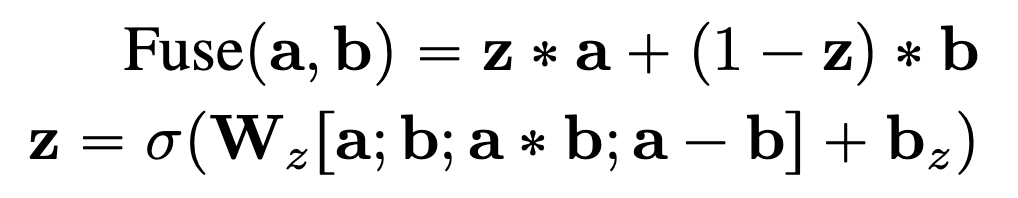 Fuse(a, b) = z ∗ a + (1 − z) ∗ b
z = σ(W_z[a; b; a ∗ b; a − b] + b_z)